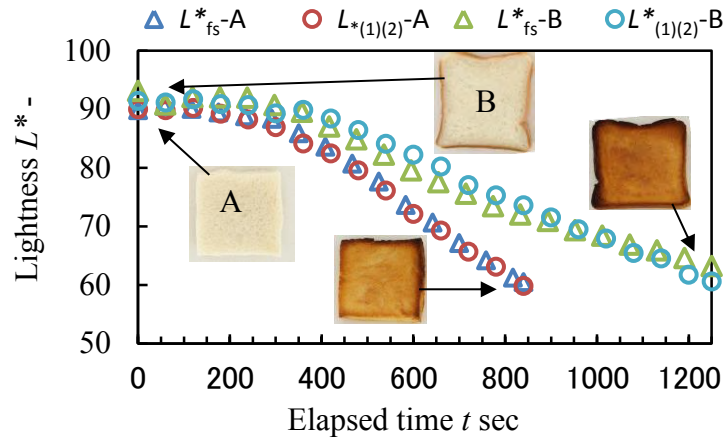 L*fs-A L*(1)(2)-A L*fs-B L*(1)(2)-B
100
90
80
70
60
50
Lightness L* -
A
B
0 200 400 600 800 1000 1200
Elapsed time t sec